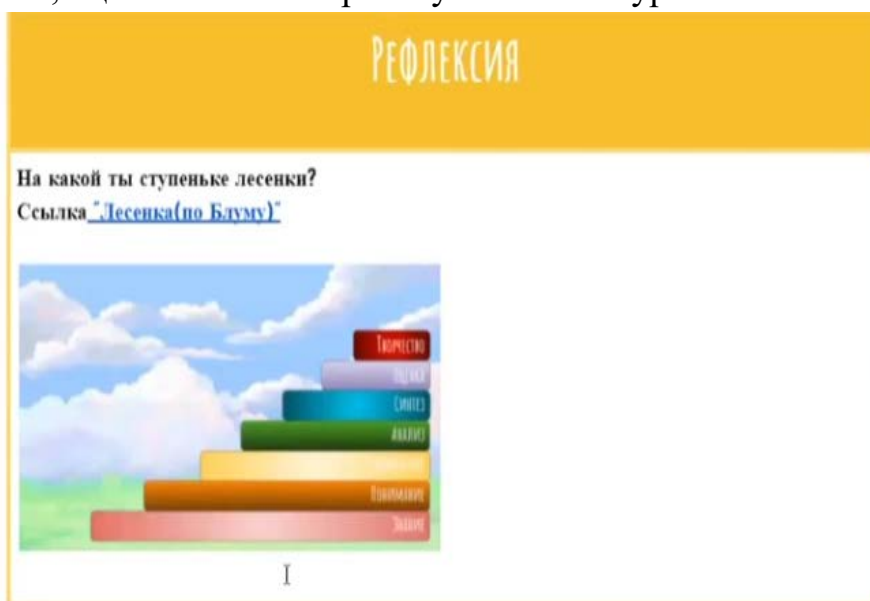 Рефлексия
На какой ты ступеньке лесенки?
Ссылка "Лесенка(по Блуму)"
Творчество
Оценка
Синтез
Анализ
Понимание
Знание